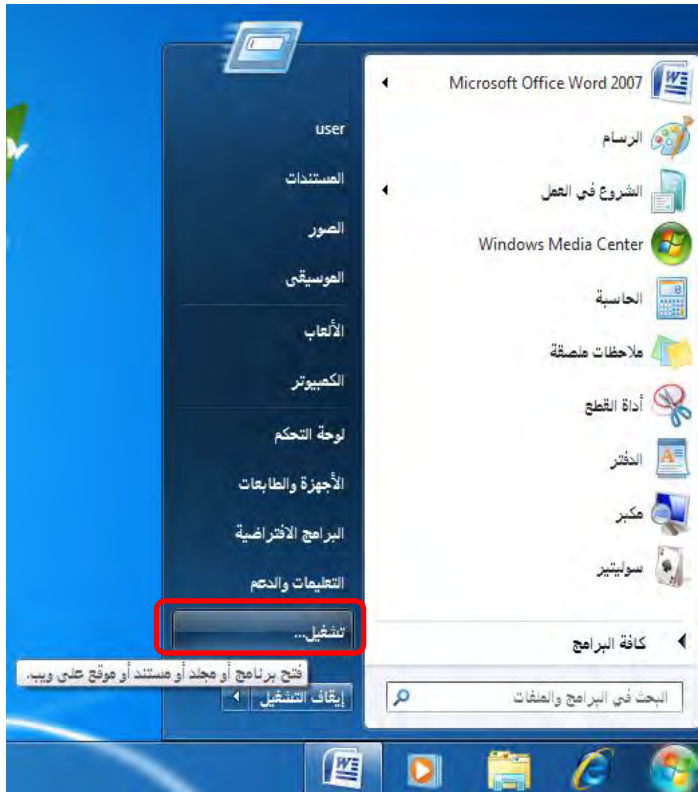 Microsoft Office Word 2007
الرسام
الشروع في العمل
Windows Media Center
الحاسبة
ملاحظات ملصقة
أداة القطع
الدفتر
مكبر
سوليتير
كافة البرامج
البحث في البرامج والملفات
user
المستندات
الصور
الموسيقى
الألعاب
الكمبيوتر
لوحة التحكم
الأجهزة والطابعات
البرامج الافتراضية
التعليمات والدعم
تشغيل...
فتح برنامج أو مجلد أو مستند أو موقع على ويب.
إيقاف التشغيل